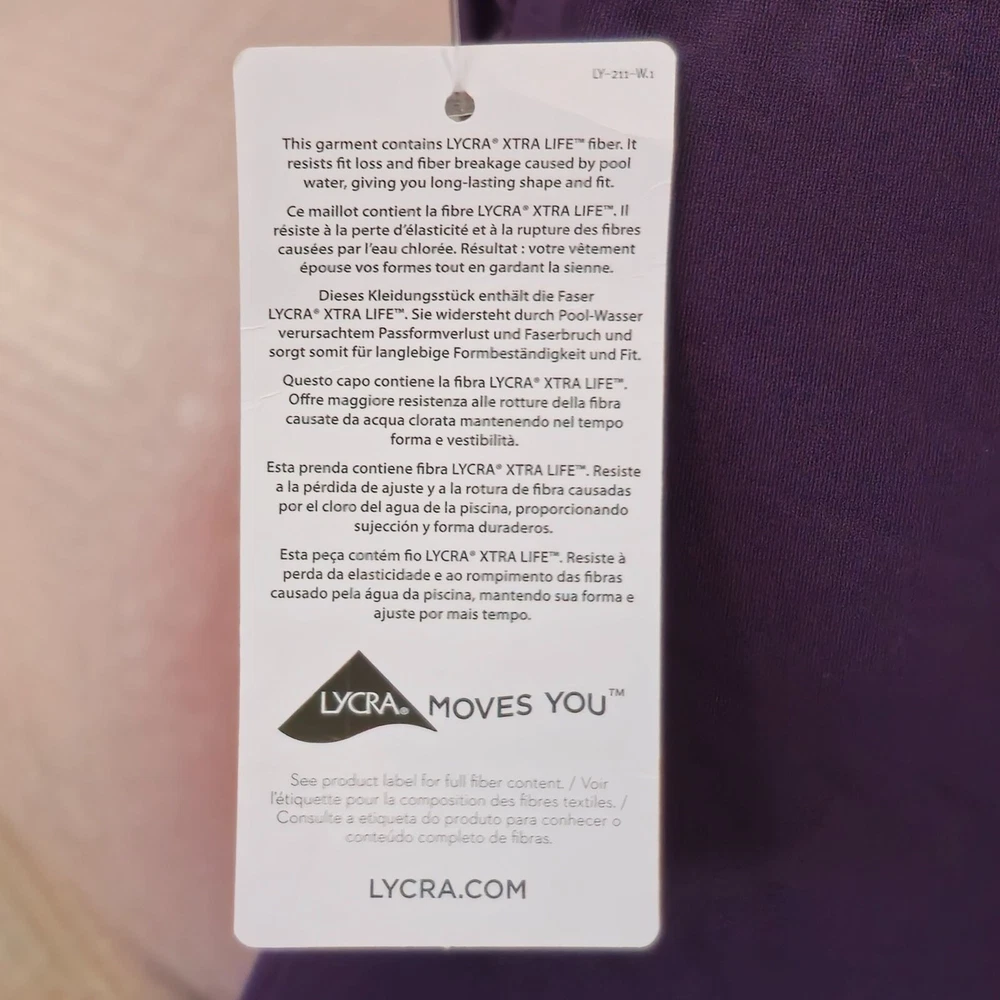 LY-211-W.1
This garment contains LYCRA® XTRA LIFE™ fiber. It
resists fit loss and fiber breakage caused by pool
water, giving you long-lasting shape and fit.
Ce maillot contient la fibre LYCRA® XTRA LIFE™. Il
résiste à la perte d'élasticité et à la rupture des fibres
causées par l'eau chlorée. Résultat : votre vêtement
épouse vos formes tout en gardant la sienne.
Dieses Kleidungsstück enthält die Faser
LYCRA® XTRA LIFE™. Sie widersteht durch Pool-Wasser
verursachtem Passformverlust und Faserbruch und
sorgt somit für langlebige Formbeständigkeit und Fit.
Questo capo contiene la fibra LYCRA® XTRA LIFE™.
Offre maggiore resistenza alle rotture della fibra
causate da acqua clorata mantenendo nel tempo
forma e vestibilità.
Esta prenda contiene fibra LYCRA® XTRA LIFE™. Resiste
a la pérdida de ajuste y a la rotura de fibra causadas
por el cloro del agua de la piscina, proporcionando
sujección y forma duraderos.
Esta peça contém fio LYCRA® XTRA LIFE™. Resiste à
perda da elasticidade e ao rompimento das fibras
causado pela água da piscina, mantendo sua forma e
ajuste por mais tempo.
LYCRA® MOVES YOU™
See product label for full fiber content. / Voir
l'étiquette pour la composition des fibres textiles. /
Consulte a etiqueta do produto para conhecer o
conteúdo completo de fibras.
LYCRA.COM